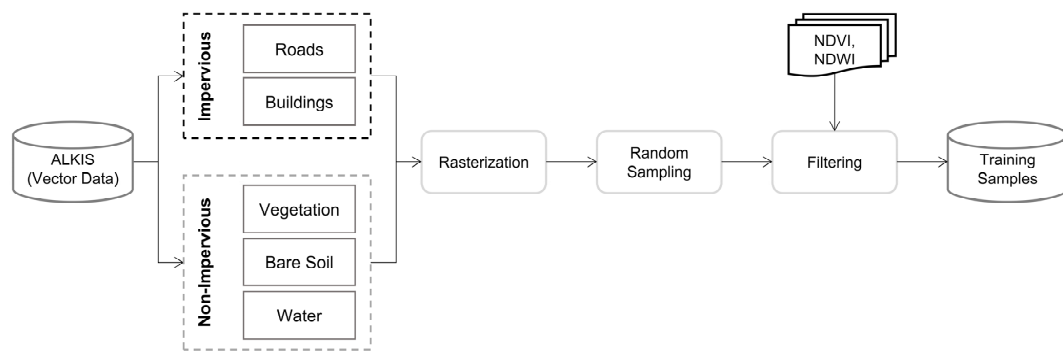 ALKIS
(Vector Data)
Impervious
Roads
Buildings
Non-Impervious
Vegetation
Bare Soil
Water
Rasterization
Random
Sampling
NDVI,
NDWI
Filtering
Training
Samples